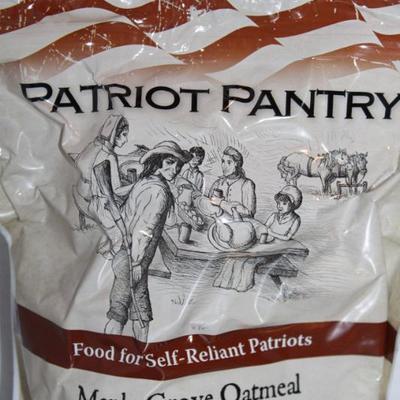 PATRIOT PANTRY
Food for Self-Reliant Patriots
Maple Grove Oatmeal